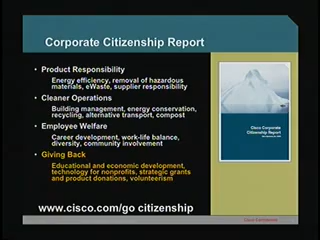 Corporate Citizenship Report
• Product Responsibility
Energy efficiency, removal of hazardous
materials, eWaste, supplier responsibility
• Cleaner Operations
Building management, energy conservation,
recycling, alternative transport, compost
• Employee Welfare
Career development, work-life balance,
diversity, community involvement
• Giving Back
Educational and economic development,
technology for nonprofits, strategic grants
and product donations, volunteerism
Cisco Corporate
Citizenship Report
www.cisco.com/go citizenship
Cisco Confidential